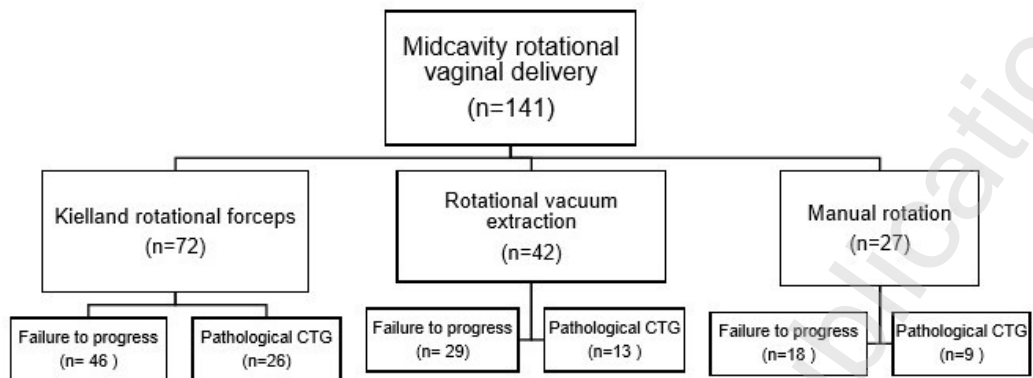 Midcavity rotational
vaginal delivery
(n=141)
Kielland rotational forceps
(n=72)
Rotational vacuum
extraction
(n=42)
Manual rotation
(n=27)
Failure to progress
(n= 46 )
Pathological CTG
(n=26)
Failure to progress
(n= 29)
Pathological CTG
(n=13 )
Failure to progress
(n=18 )
Pathological CTG
(n=9 )